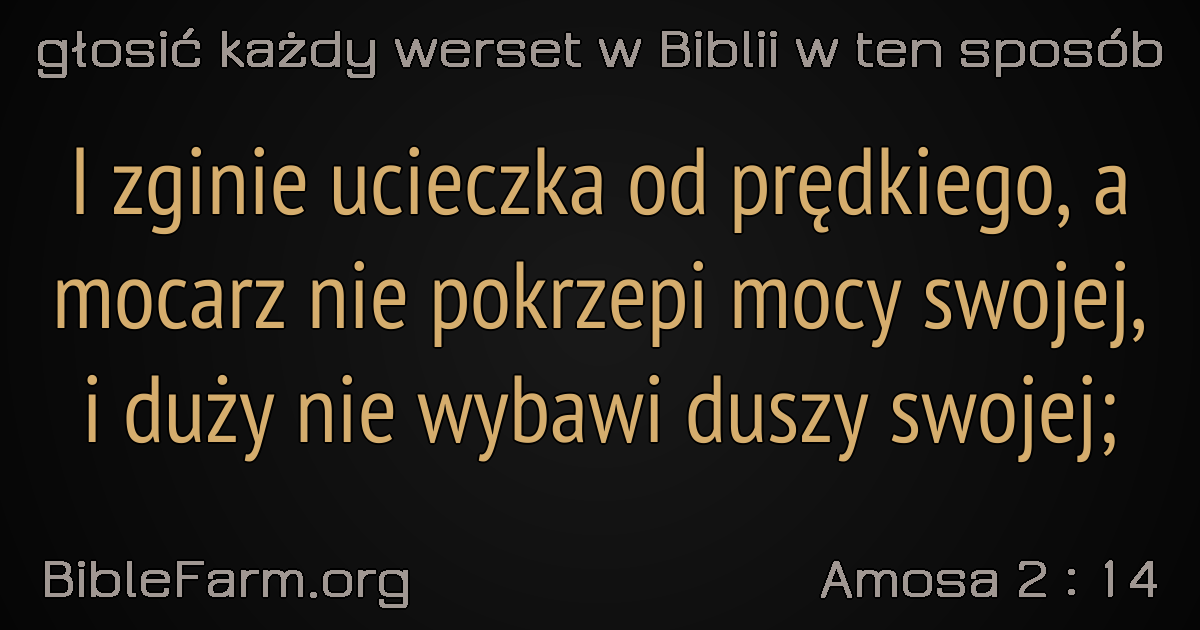 głosić każdy werset w Biblii w ten sposób
I zginie ucieczka od prędkiego, a
mocarz nie pokrzepi mocy swojej,
i duży nie wybawi duszy swojej;
BibleFarm.org
Amosa 2 : 14